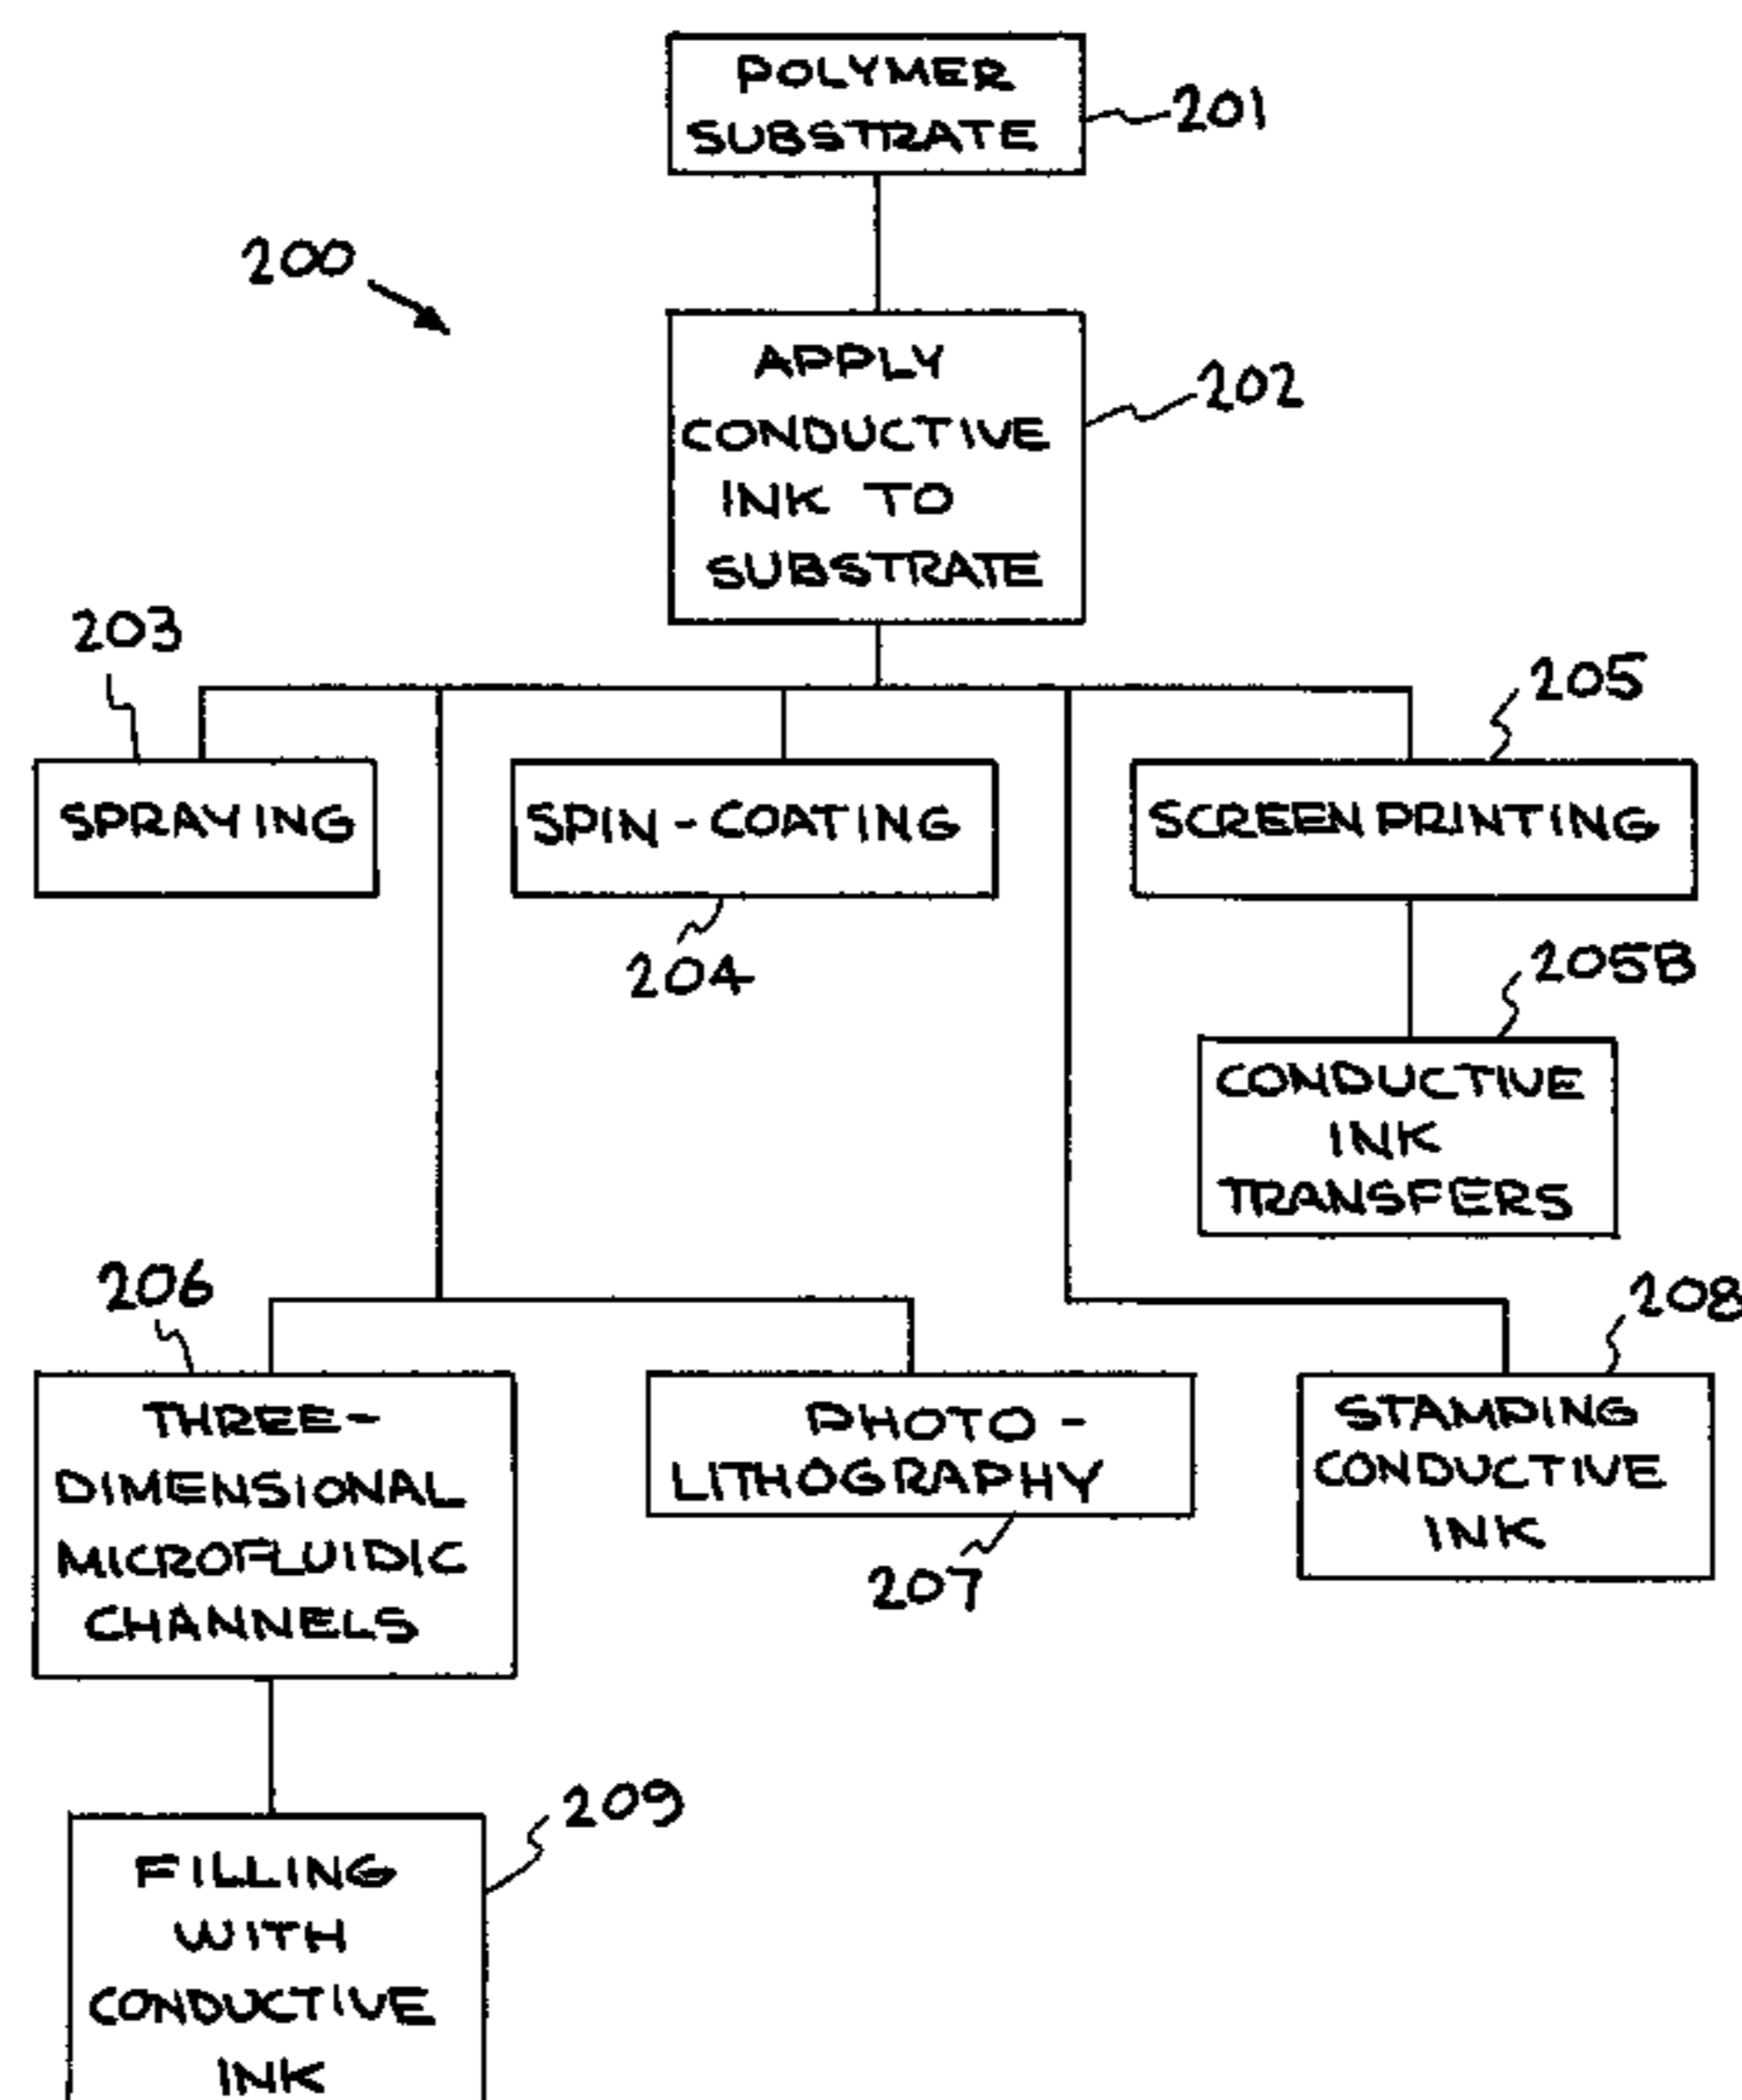 POLYMER
SUBSTRATE
201
200
APPLY
CONDUCTIVE
INK TO
SUBSTRATE
202
203
205
SPRAYING
SPIN-COATING
SCREEN PRINTING
204
205B
CONDUCTIVE
INK
TRANSFERS
206
208
THREE-
DIMENSIONAL
MICROFLUIDIC
CHANNELS
PHOTO-
LITHOGRAPHY
207
STAMPING
CONDUCTIVE
INK
209
FILLING
WITH
CONDUCTIVE
INK